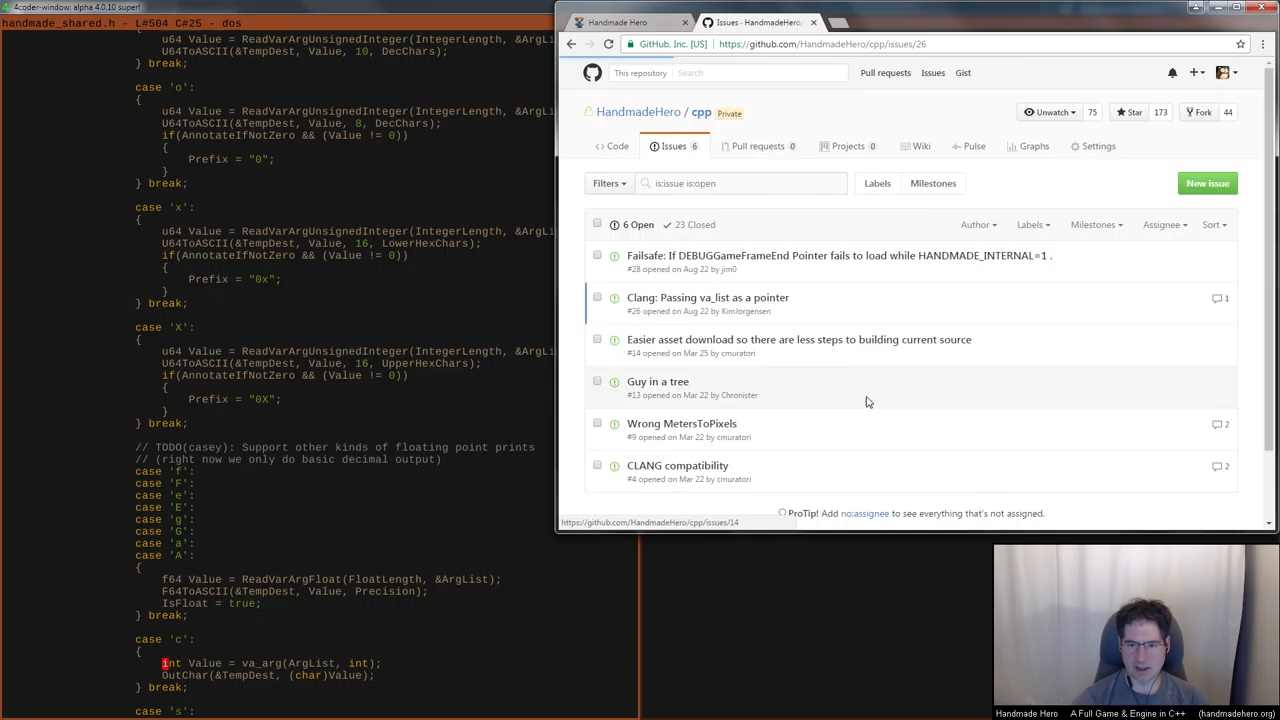 4coder-window: alpha 4.0.10 super!
handmade_shared.h - L#504 C#25 - dos
u64 Value = ReadVarArgUnsignedInteger(IntegerLength, &ArgLis
U64ToASCII(&TempDest, Value, 10, DecChars);
} break;
case 'o':
{
u64 Value = ReadVarArgUnsignedInteger(IntegerLength, &ArgLis
U64ToASCII(&TempDest, Value, 8, DecChars);
if(AnnotateIfNotZero && (Value != 0))
{
Prefix = "0";
}
} break;
case 'x':
{
u64 Value = ReadVarArgUnsignedInteger(IntegerLength, &ArgLis
U64ToASCII(&TempDest, Value, 16, LowerHexChars);
if(AnnotateIfNotZero && (Value != 0))
{
Prefix = "0x";
}
} break;
case 'X':
{
u64 Value = ReadVarArgUnsignedInteger(IntegerLength, &ArgLis
U64ToASCII(&TempDest, Value, 16, UpperHexChars);
if(AnnotateIfNotZero && (Value != 0))
{
Prefix = "0X";
}
} break;
// TODO(casey): Support other kinds of floating point prints
// (right now we only do basic decimal output)
case 'f':
case 'F':
case 'e':
case 'E':
case 'g':
case 'G':
case 'a':
case 'A':
{
f64 Value = ReadVarArgFloat(FloatLength, &ArgList);
F64ToASCII(&TempDest, Value, Precision);
IsFloat = true;
} break;
case 'c':
{
int Value = va_arg(ArgList, int);
OutChar(&TempDest, (char)Value);
} break;
case 's':
Handmade Hero
Issues · HandmadeHero/
GitHub, Inc. [US] https://github.com/HandmadeHero/cpp/issues/26
This repository Search Pull requests Issues Gist
HandmadeHero / cpp Private
Unwatch 75 Star 173 Fork 44
Code Issues 6 Pull requests 0 Projects 0 Wiki Pulse Graphs Settings
Filters is:issue is:open Labels Milestones New issue
6 Open 23 Closed Author Labels Milestones Assignee Sort
Failsafe: If DEBUGGameFrameEnd Pointer fails to load while HANDMADE_INTERNAL=1 .
#28 opened on Aug 22 by jim0
Clang: Passing va_list as a pointer 1
#26 opened on Aug 22 by KimJorgensen
Easier asset download so there are less steps to building current source
#14 opened on Mar 25 by cmuratori
Guy in a tree
#13 opened on Mar 22 by Chronister
Wrong MetersToPixels 2
#9 opened on Mar 22 by cmuratori
CLANG compatibility 2
#4 opened on Mar 22 by cmuratori
ProTip! Add no:assignee to see everything that's not assigned.
https://github.com/HandmadeHero/cpp/issues/14
Handmade Hero A Full Game & Engine in C++ (handmadehero.org)